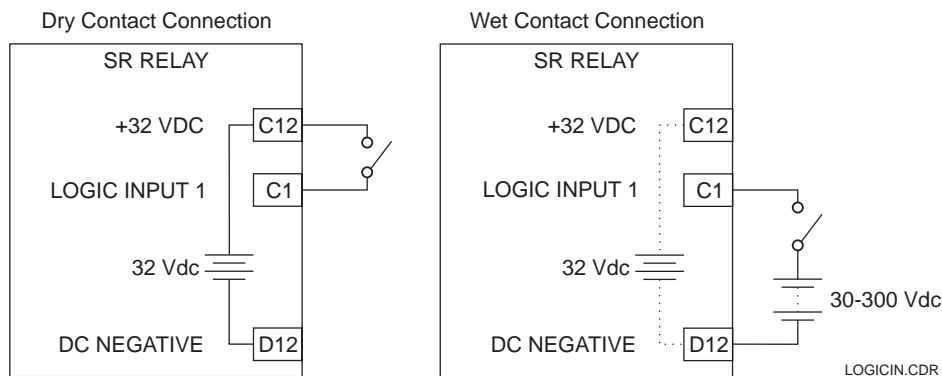 Dry Contact Connection
SR RELAY
+32 VDC C12
LOGIC INPUT 1 C1
32 Vdc
DC NEGATIVE D12
Wet Contact Connection
SR RELAY
+32 VDC C12
LOGIC INPUT 1 C1
32 Vdc
30-300 Vdc
DC NEGATIVE D12
LOGICIN.CDR